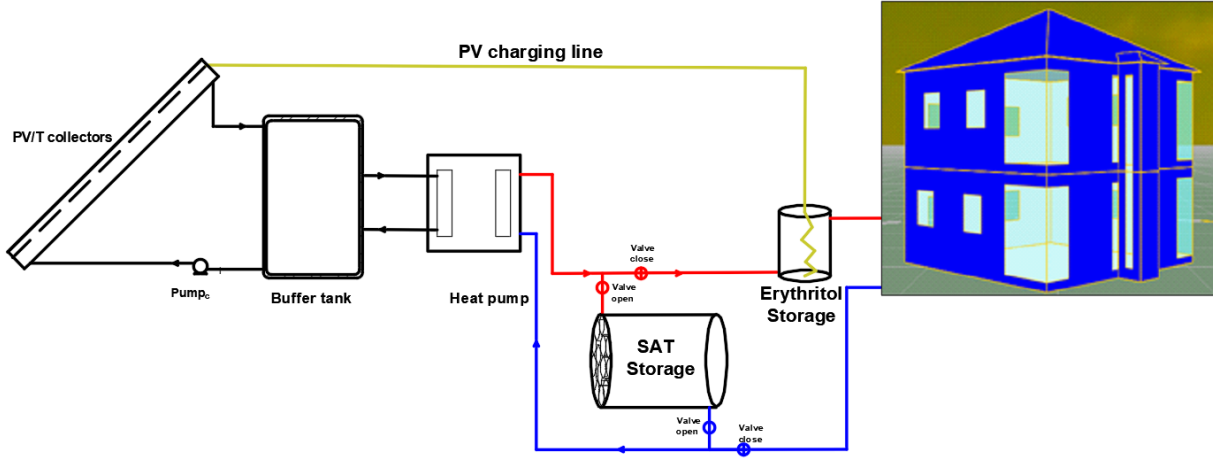 PV charging line
PV/T collectors
Pumpc
Buffer tank
Heat pump
Valve
close
Valve
open
SAT
Storage
Erythritol
Storage
Valve
open
Valve
close